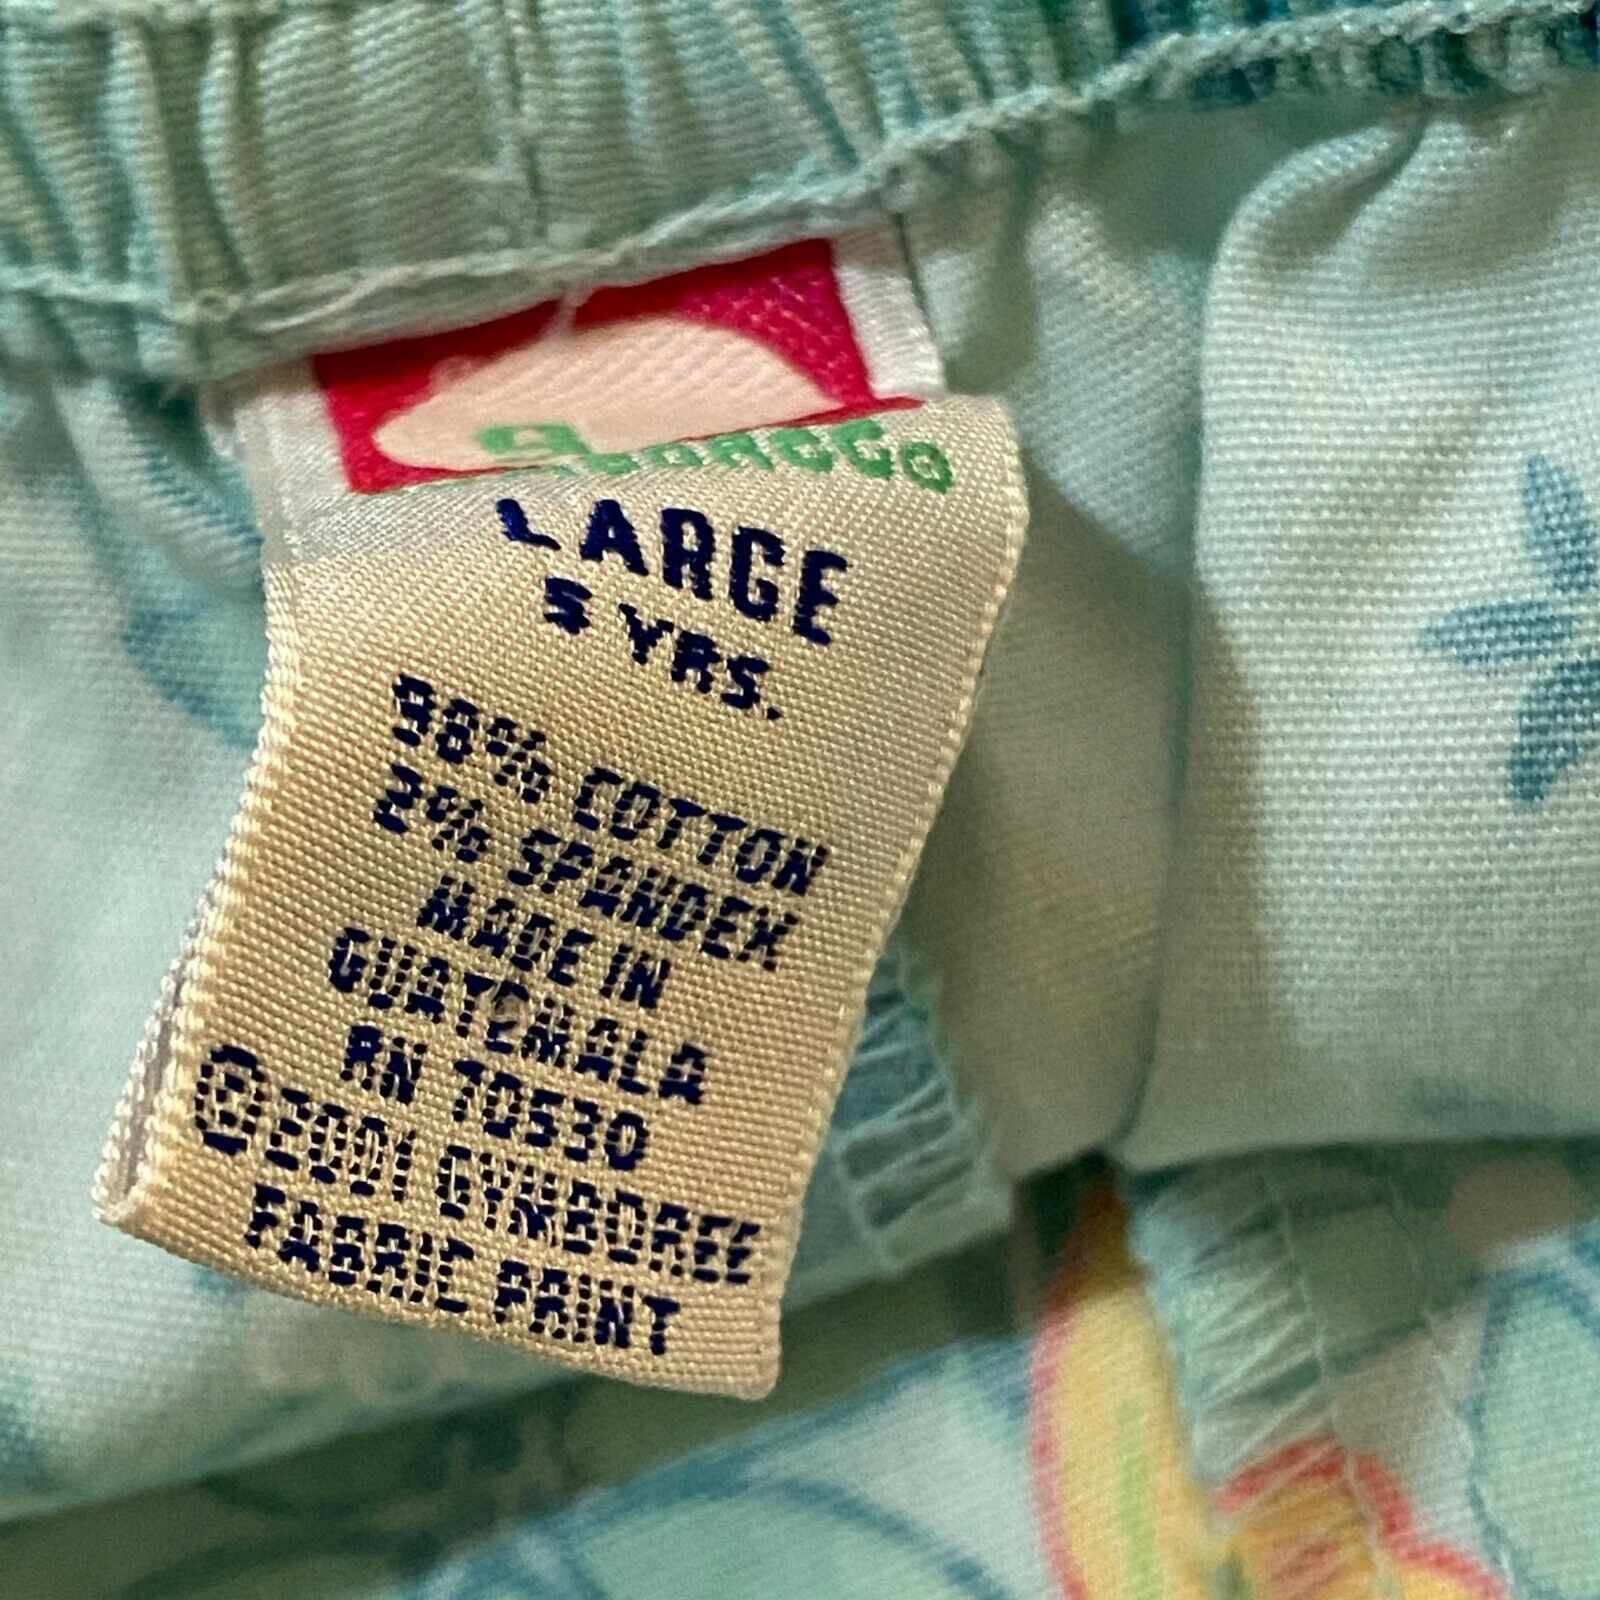 LARGE
5 YRS.
98% COTTON
2% SPANDEX
MADE IN
GUATEMALA
RN 70530
©2001 GYMBOREE
FABRIC PRINT